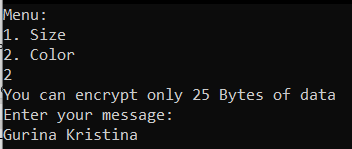 Menu:
1. Size
2. Color
2
You can encrypt only 25 Bytes of data
Enter your message:
Gurina Kristina